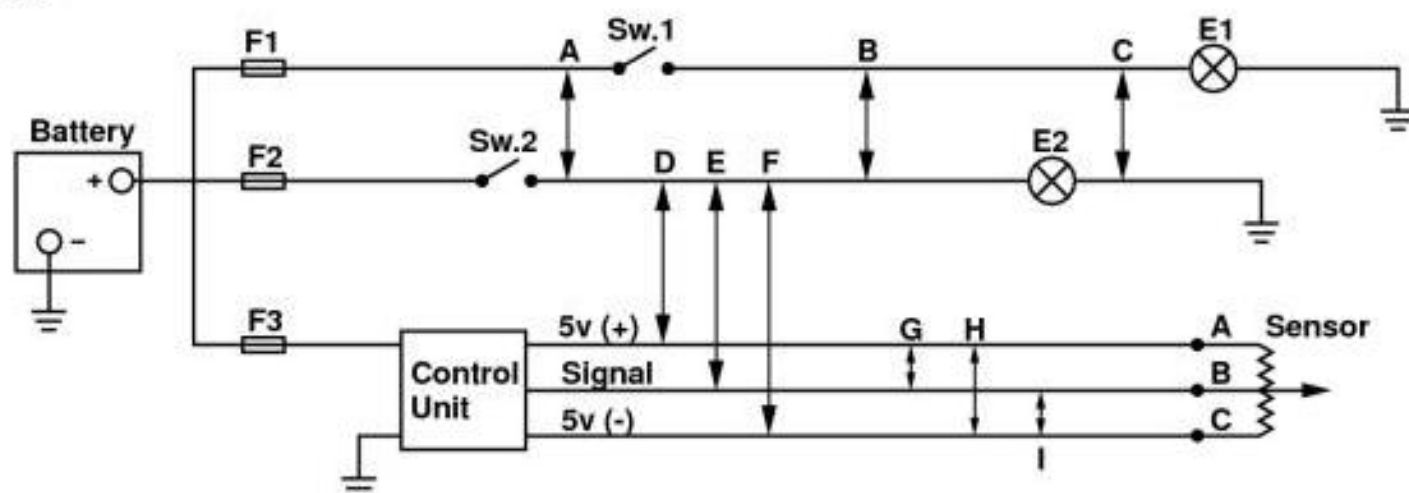 F1 A Sw.1 B C E1
Battery
F2 Sw.2 D E F E2
+
−
F3 5v (+) G H A Sensor
Control Unit
Signal B
5v (-) C
I